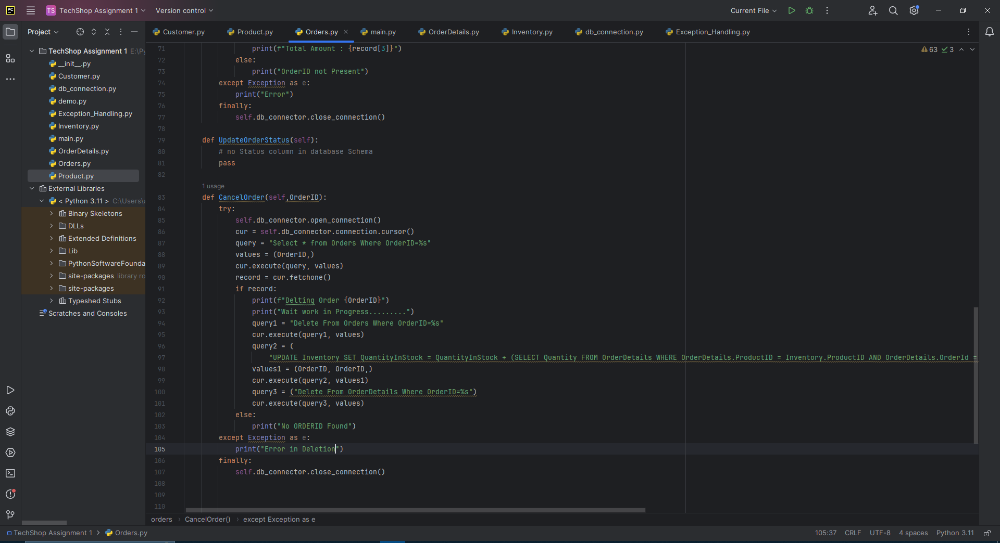 PC TS TechShop Assignment 1 Version control Current File
Project
Customer.py Product.py Orders.py main.py OrderDetails.py Inventory.py db_connection.py Exception_Handling.py
63 3
TechShop Assignment 1 E:\Py
__init__.py
Customer.py
db_connection.py
demo.py
Exception_Handling.py
Inventory.py
main.py
OrderDetails.py
Orders.py
Product.py
External Libraries
< Python 3.11 > C:\Users\a
Binary Skeletons
DLLs
Extended Definitions
Lib
PythonSoftwareFounda
site-packages library ro
site-packages
Typeshed Stubs
Scratches and Consoles
71 print(f"Total Amount : {record[3]}")
72 else:
73 print("OrderID not Present")
74 except Exception as e:
75 print("Error")
76 finally:
77 self.db_connector.close_connection()
78
79 def UpdateOrderStatus(self):
80 # no Status column in database Schema
81 pass
82
1 usage
83 def CancelOrder(self,OrderID):
84 try:
85 self.db_connector.open_connection()
86 cur = self.db_connector.connection.cursor()
87 query = "Select * from Orders Where OrderID=%s"
88 values = (OrderID,)
89 cur.execute(query, values)
90 record = cur.fetchone()
91 if record:
92 print(f"Delting Order {OrderID}")
93 print("Wait work in Progress.........")
94 query1 = "Delete From Orders Where OrderID=%s"
95 cur.execute(query1, values)
96 query2 = (
97 "UPDATE Inventory SET QuantityInStock = QuantityInStock + (SELECT Quantity FROM OrderDetails WHERE OrderDetails.ProductID = Inventory.ProductID AND OrderDetails.OrderId =
98 values1 = (OrderID, OrderID,)
99 cur.execute(query2, values1)
100 query3 = ("Delete From OrderDetails Where OrderID=%s")
101 cur.execute(query3, values)
102 else:
103 print("No ORDERID Found")
104 except Exception as e:
105 print("Error in Deletion")
106 finally:
107 self.db_connector.close_connection()
108
109
110
orders > CancelOrder() > except Exception as e
TechShop Assignment 1 > Orders.py 105:37 CRLF UTF-8 4 spaces Python 3.11